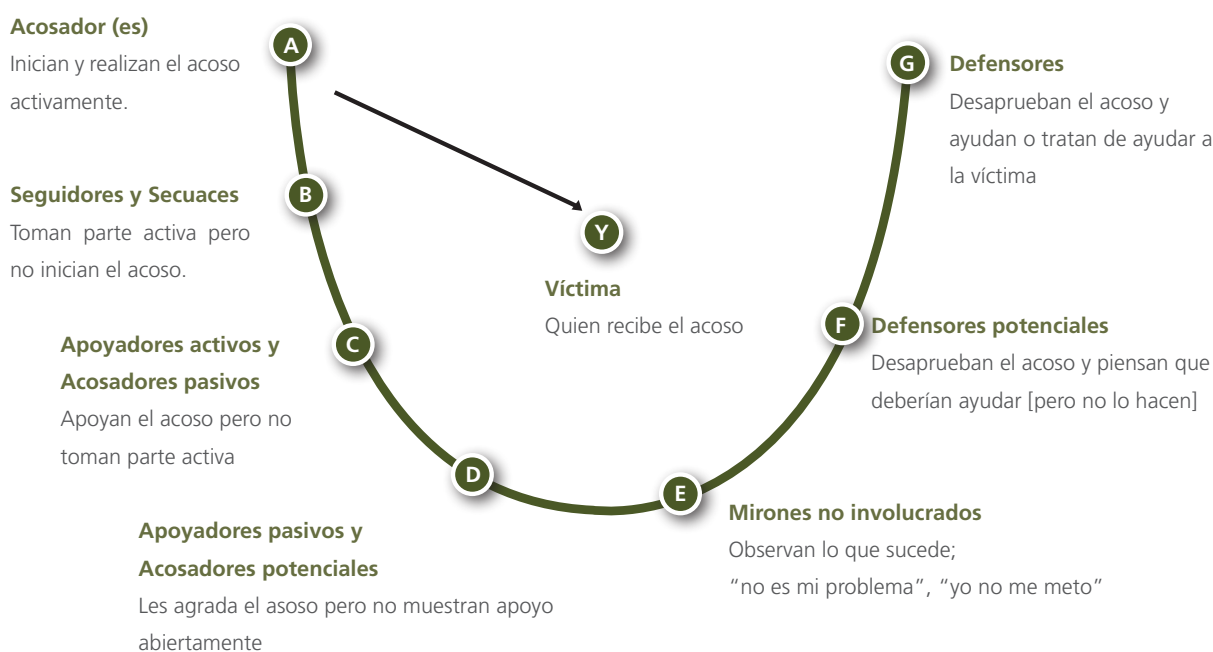 A
Acosador (es)
Inician y realizan el acoso
activamente.
B
Seguidores y Secuaces
Toman parte activa pero
no inician el acoso.
C
Apoyadores activos y
Acosadores pasivos
Apoyan el acoso pero no
toman parte activa
D
Apoyadores pasivos y
Acosadores potenciales
Les agrada el asoso pero no muestran apoyo
abiertamente
Y
Víctima
Quien recibe el acoso
E
Mirones no involucrados
Observan lo que sucede;
“no es mi problema”, “yo no me meto”
F
Defensores potenciales
Desaprueban el acoso y piensan que
deberían ayudar [pero no lo hacen]
G
Defensores
Desaprueban el acoso y
ayudan o tratan de ayudar a
la víctima